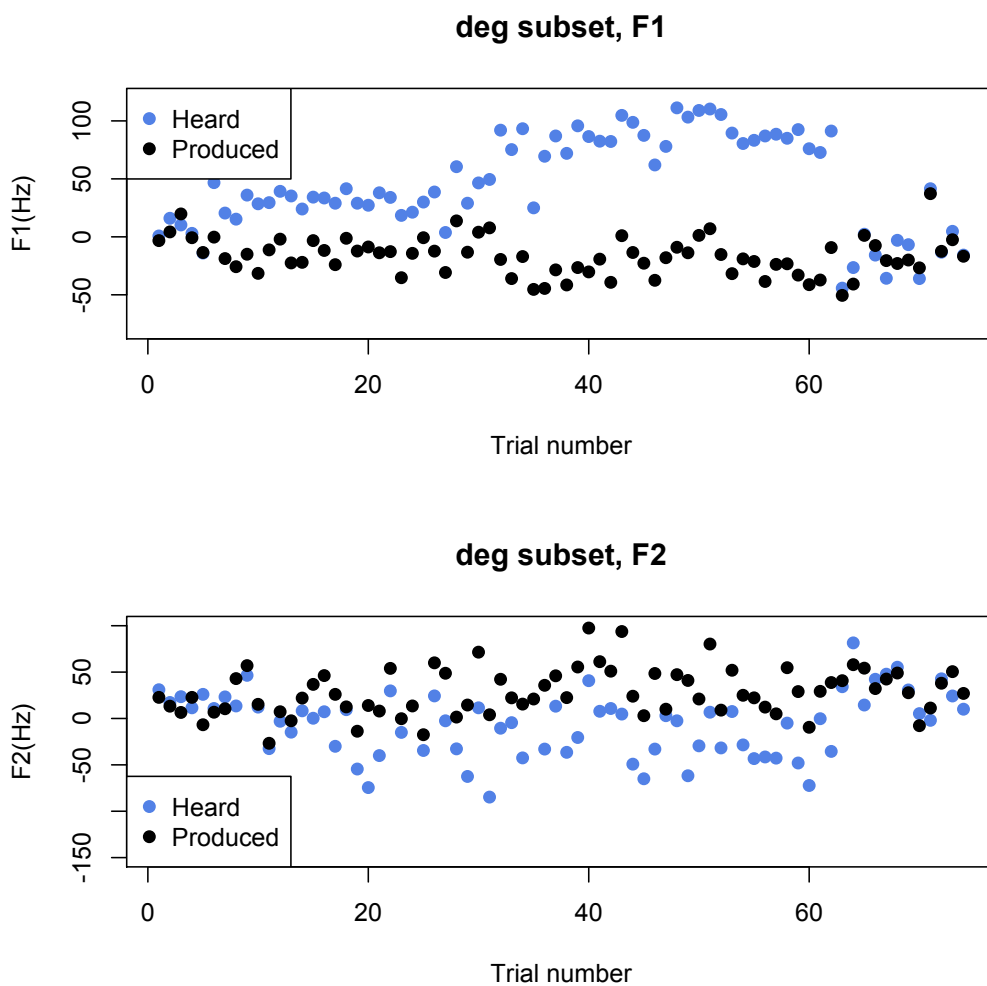 deg subset, F1
Heard
Produced
F1(Hz)
100
50
0
-50
0
20
40
60
Trial number
deg subset, F2
F2(Hz)
50
0
-50
-150
Heard
Produced
0
20
40
60
Trial number